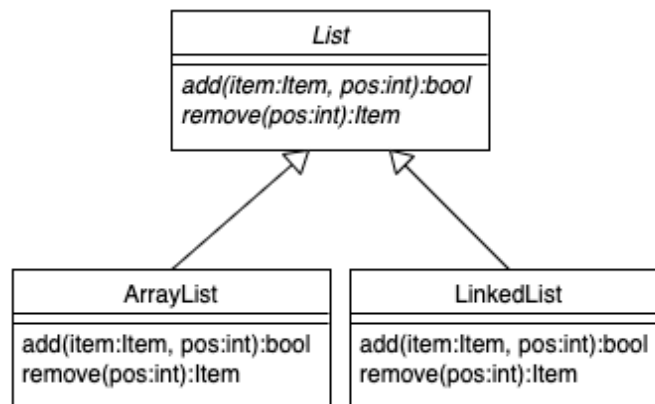 List
add(item:Item, pos:int):bool
remove(pos:int):Item
ArrayList
add(item:Item, pos:int):bool
remove(pos:int):Item
LinkedList
add(item:Item, pos:int):bool
remove(pos:int):Item